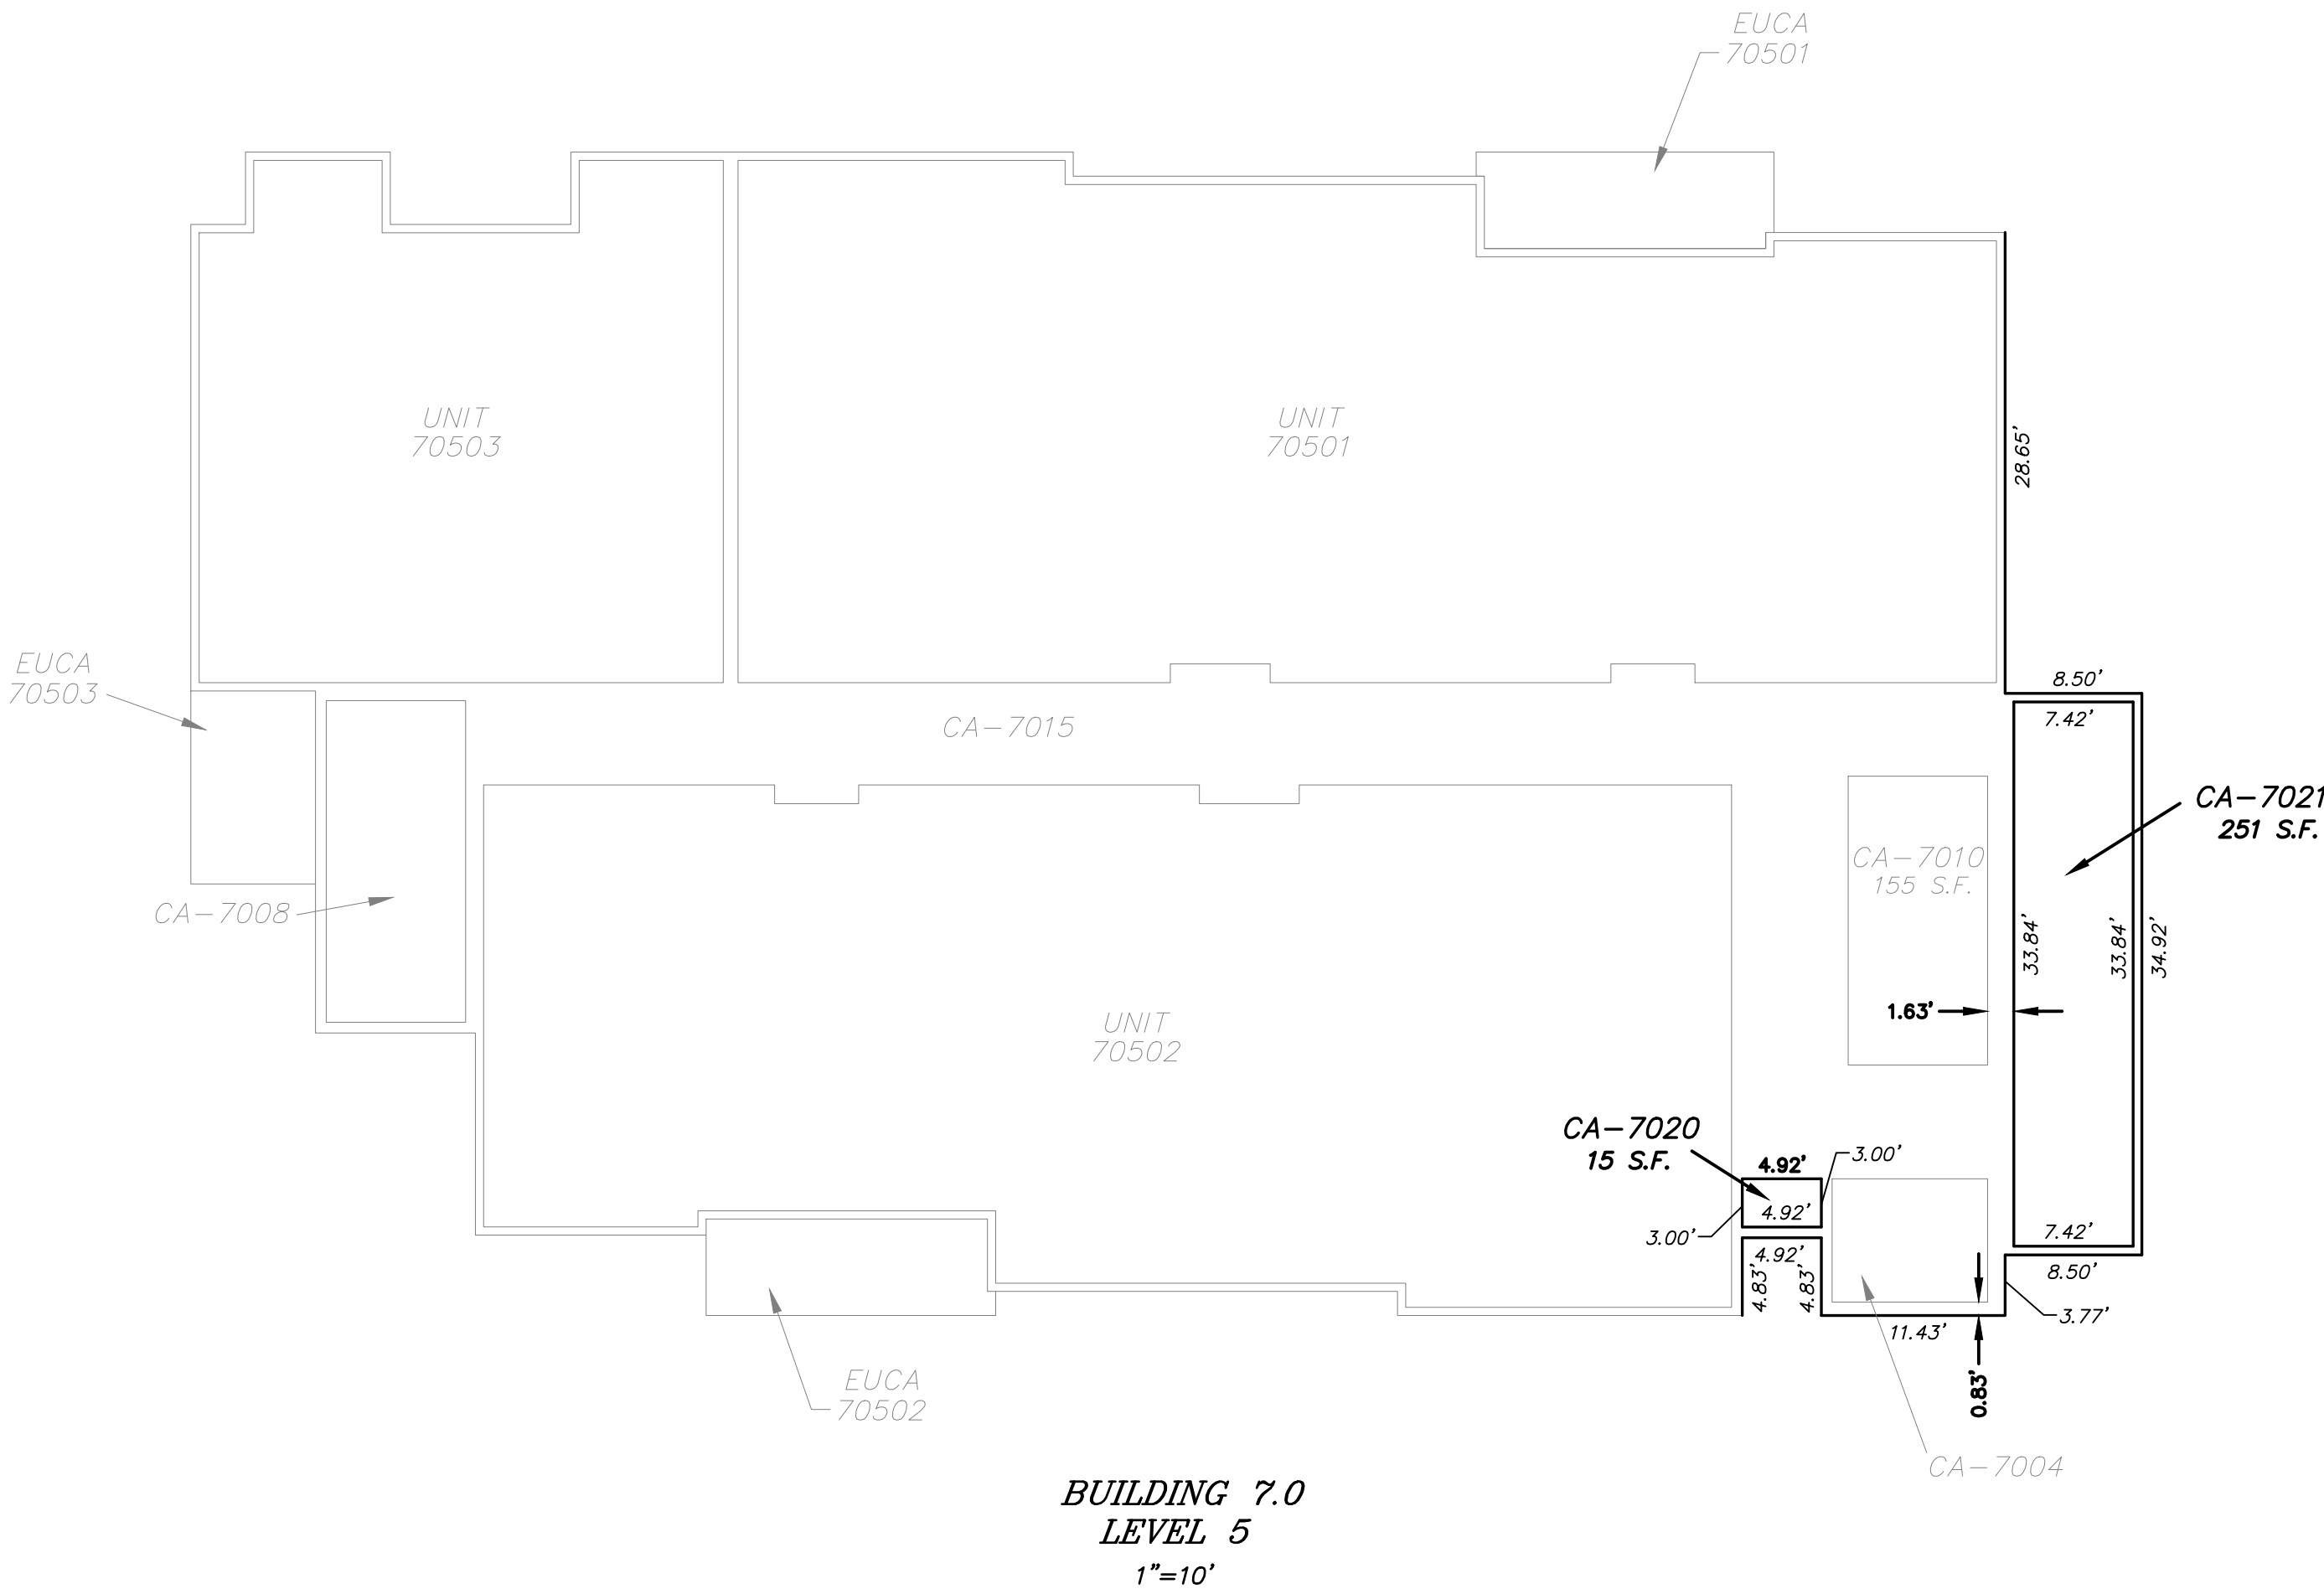 EUCA
70501
UNIT
70503
UNIT
70501
28.65'
EUCA
70503
8.50'
7.42'
CA-7015
CA-7021
251 S.F.
CA-7010
155 S.F.
CA-7008
33.84'
33.84'
34.92'
1.63'
UNIT
70502
CA-7020
15 S.F.
4.92'
3.00'
4.92'
3.00'
7.42'
4.92'
4.83'
4.83'
8.50'
3.77'
11.43'
0.83'
EUCA
70502
CA-7004
BUILDING 7.0
LEVEL 5
1"=10'